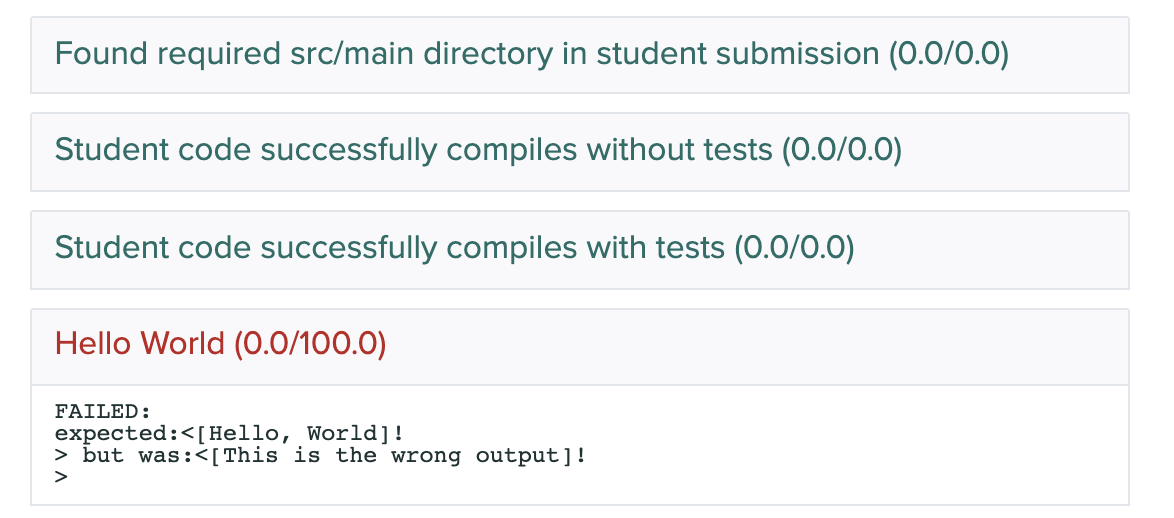 Found required src/main directory in student submission (0.0/0.0)
Student code successfully compiles without tests (0.0/0.0)
Student code successfully compiles with tests (0.0/0.0)
Hello World (0.0/100.0)
FAILED:
expected:<[Hello, World]!
> but was:<[This is the wrong output]!
>